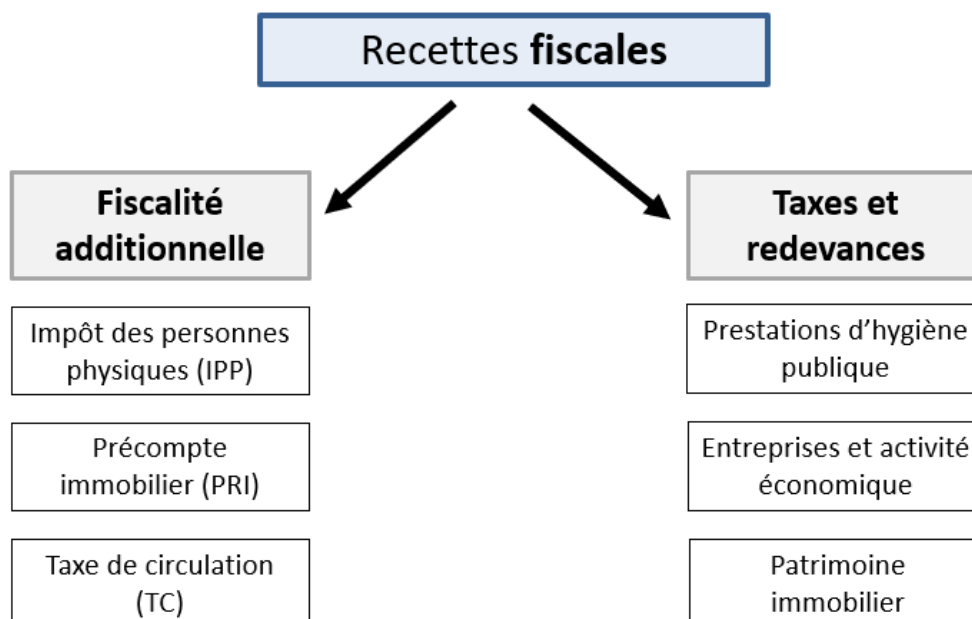 Recettes fiscales
Fiscalité
additionnelle
Impôt des personnes
physiques (IPP)
Précompte
immobilier (PRI)
Taxe de circulation
(TC)
Taxes et
redevances
Prestations d’hygiène
publique
Entreprises et activité
économique
Patrimoine
immobilier